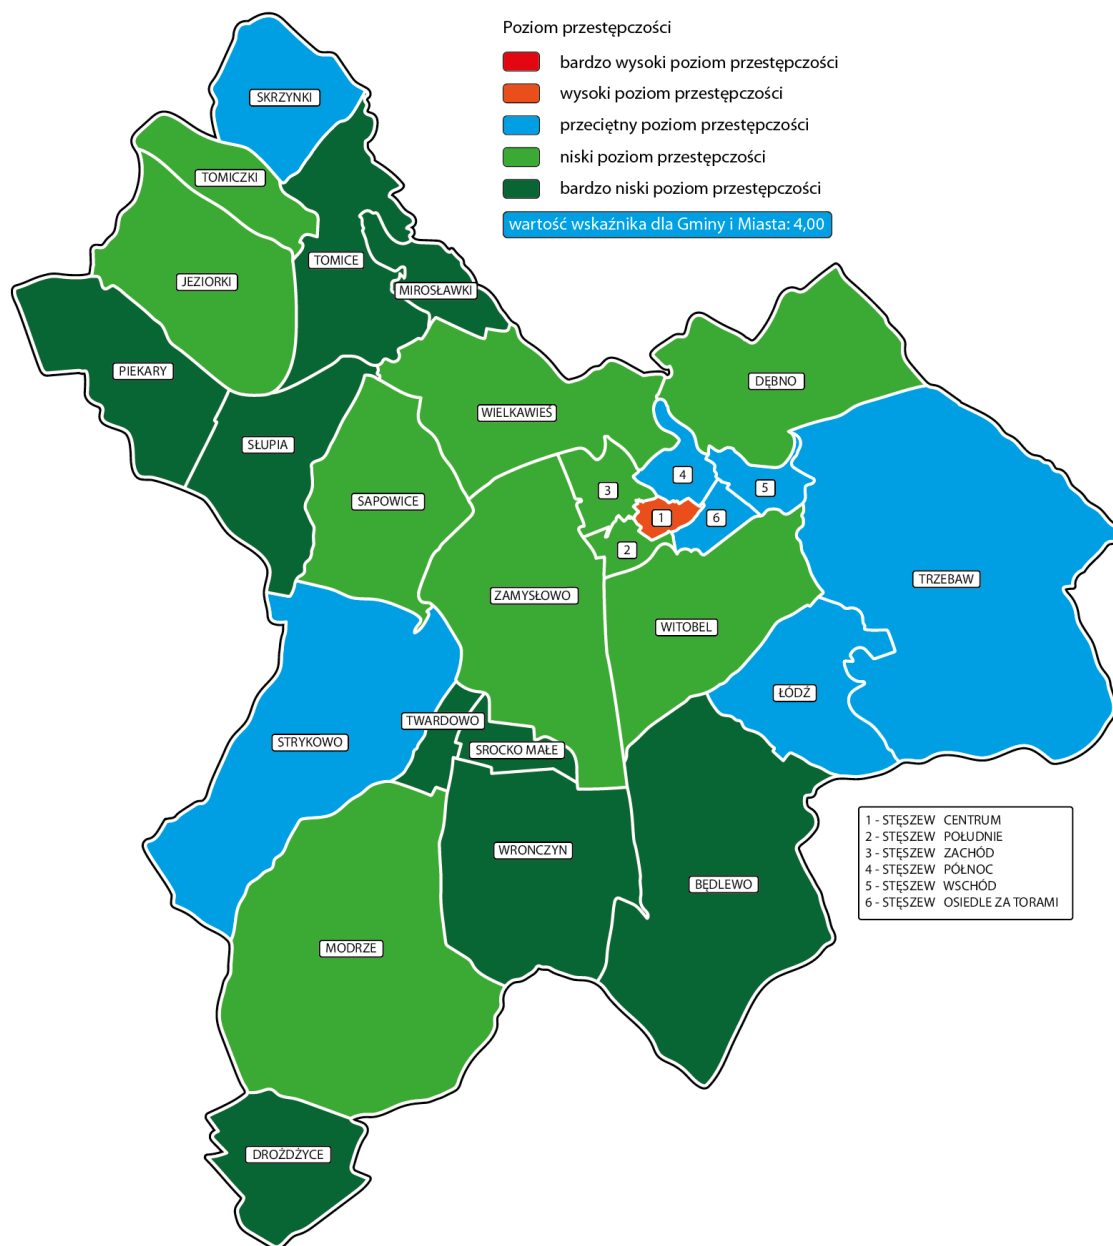 Poziom przestępczości
bardzo wysoki poziom przestępczości
wysoki poziom przestępczości
przeciętny poziom przestępczości
niski poziom przestępczości
bardzo niski poziom przestępczości
wartość wskaźnika dla Gminy i Miasta: 4,00
SKRZYNKI
TOMICZKI
TOMICE
JEZIORKI
MIROSŁAWKI
PIEKARY
DĘBNO
WIELKAWIEŚ
SŁUPIA
4
5
3
SAPOWICE
1
6
2
TRZEBAW
ZAMYSŁOWO
WITOBEL
ŁÓDŹ
TWARDOWO
STRYKOWO
SROCKO MAŁE
WRONCZYN
BĘDLEWO
MODRZE
DROŻDŻYCE
1 - STĘSZEW CENTRUM
2 - STĘSZEW POŁUDNIE
3 - STĘSZEW ZACHÓD
4 - STĘSZEW PÓŁNOC
5 - STĘSZEW WSCHÓD
6 - STĘSZEW OSIEDLE ZA TORAMI